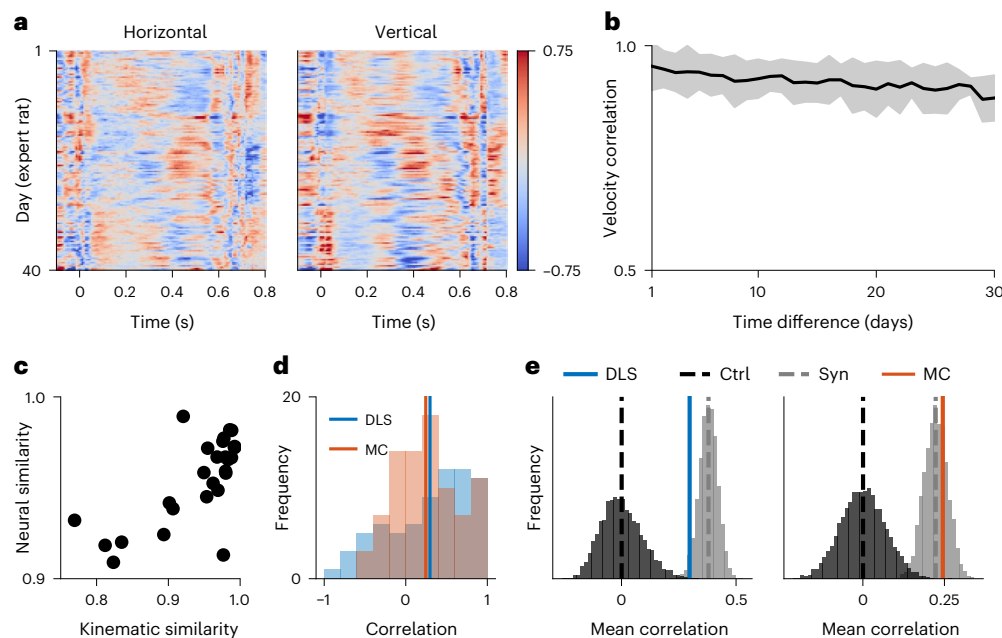 a
Horizontal
Vertical
Day (expert rat)
1
40
0
0.2
0.4
0.6
0.8
Time (s)
0
0.2
0.4
0.6
0.8
Time (s)
0.75
−0.75
b
Velocity correlation
1.0
0.5
1
10
20
30
Time difference (days)
c
Neural similarity
1.0
0.9
0.8
0.9
1.0
Kinematic similarity
d
Frequency
20
0
DLS
MC
−1
0
1
Correlation
e
DLS
Ctrl
Syn
MC
Frequency
0
0.5
Mean correlation
0
0.25
Mean correlation